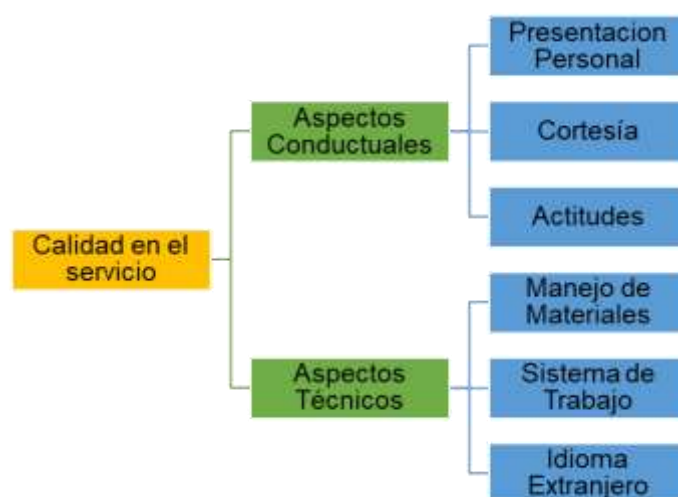 Calidad en el
servicio
Aspectos
Conductuales
Presentacion
Personal
Cortesía
Actitudes
Aspectos
Técnicos
Manejo de
Materiales
Sistema de
Trabajo
Idioma
Extranjero